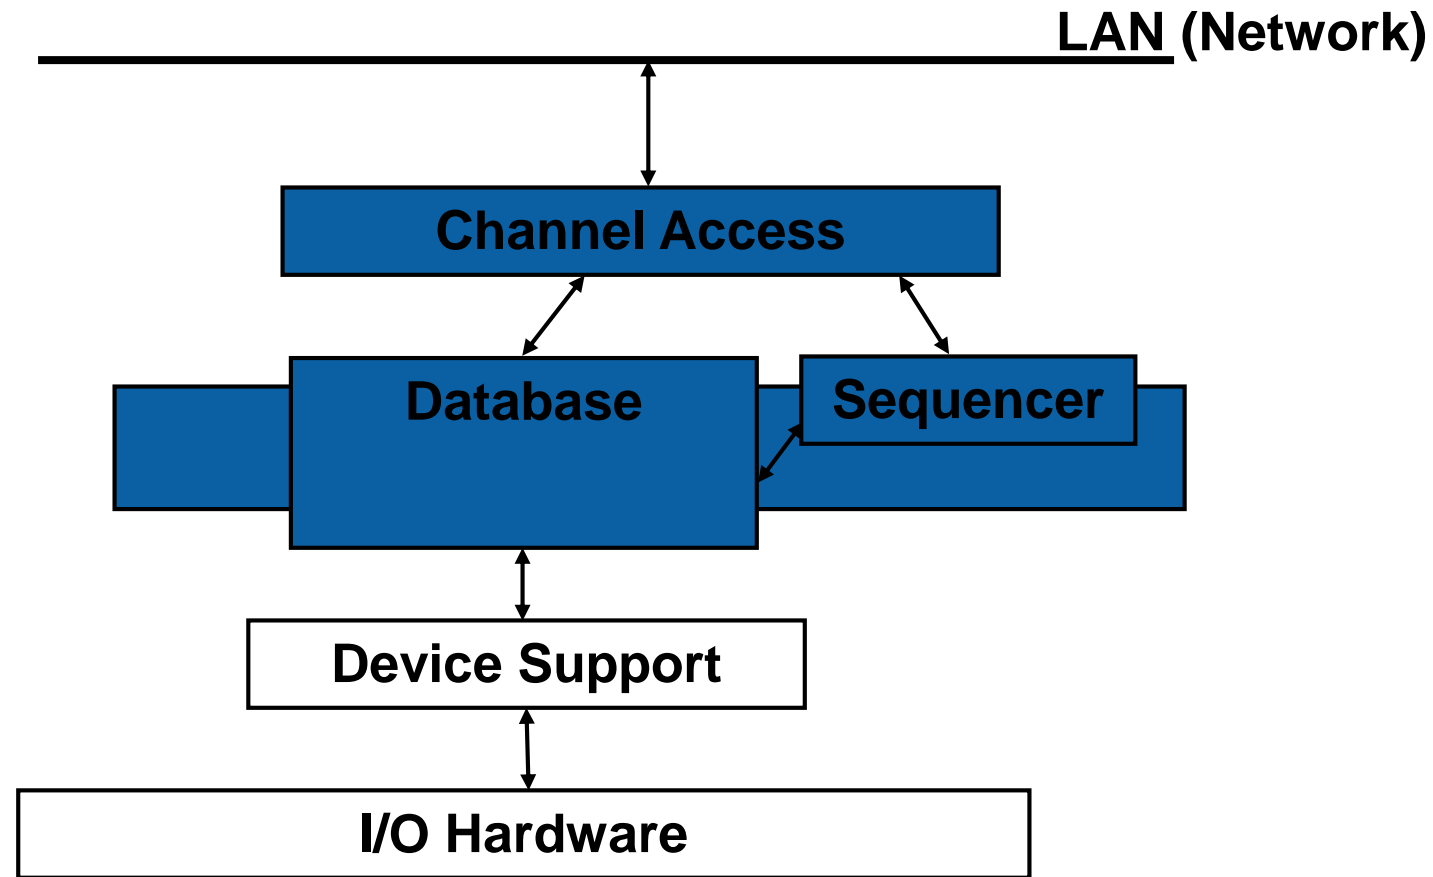 LAN (Network)
Channel Access
Database
Sequencer
Device Support
I/O Hardware